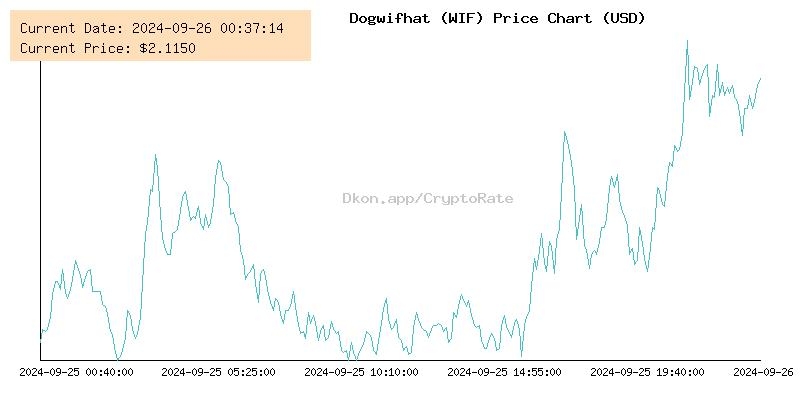 Dogwifhat (WIF) Price Chart (USD)
Current Date: 2024-09-26 00:37:14
Current Price: $2.1150
Dkon.app/CryptoRate
2024-09-25 00:40:00 2024-09-25 05:25:00 2024-09-25 10:10:00 2024-09-25 14:55:00 2024-09-25 19:40:00 2024-09-26